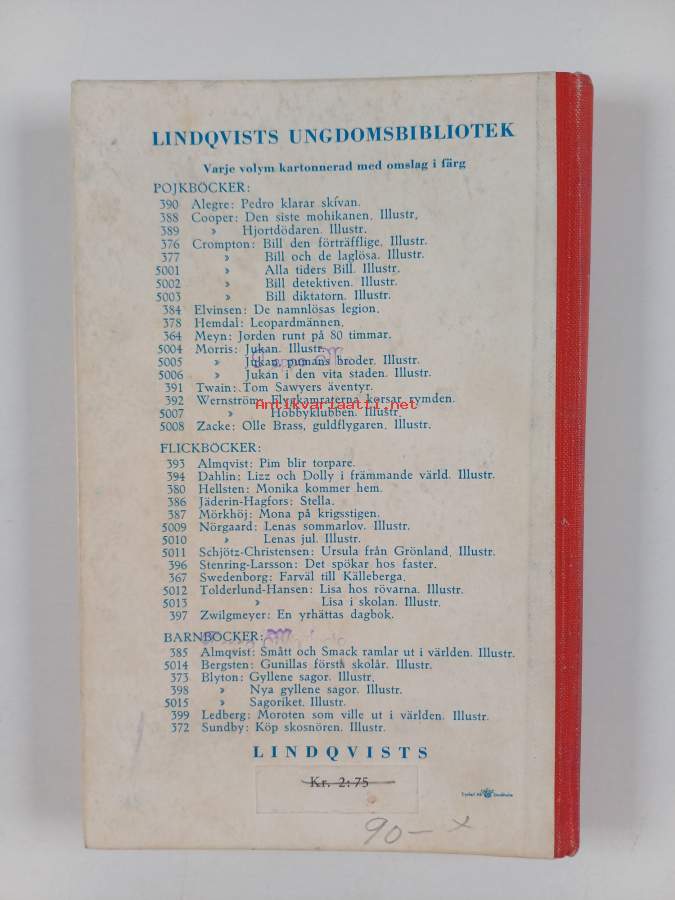 LINDQVISTS UNGDOMSBIBLIOTEK
Varje volym kartonnerad med omslag i färg
POJKBÖCKER:
390 Alegre: Pedro klarar skivan.
388 Cooper: Den siste mohikanen. Illustr.
389 » Hjortdödaren. Illustr.
376 Crompton: Bill den förträfflige. Illustr.
377 » Bill och de laglösa. Illustr.
5001 » Alla tiders Bill. Illustr.
5002 » Bill detektiven. Illustr.
5003 » Bill diktatorn. Illustr.
384 Elvinsen: De namnlösas legion.
378 Hemdal: Leopardmännen.
364 Meyn: Jorden runt på 80 timmar.
5004 Morris: Jukan. Illustr.
5005 » Jukan, pumans broder. Illustr.
5006 » Jukan i den vita staden. Illustr.
391 Twain: Tom Sawyers äventyr.
392 Wernström: Flygkamraterna korsar rymden.
Antikvariaatti.net
5007 » Hobbyklubben. Illustr.
5008 Zacke: Olle Brass, guldflygaren. Illustr.
FLICKBÖCKER:
393 Almqvist: Pim blir torpare.
394 Dahlin: Lizz och Dolly i främmande värld. Illustr.
380 Hellsten: Monika kommer hem.
386 Jäderin-Hagfors: Stella.
387 Mörkhöj: Mona på krigsstigen.
5009 Nörgaard: Lenas sommarlov. Illustr.
5010 » Lenas jul. Illustr.
5011 Schjötz-Christensen: Ursula från Grönland. Illustr.
396 Stenring-Larsson: Det spökar hos faster.
367 Swedenborg: Farväl till Källeberga.
5012 Tolderlund-Hansen: Lisa hos rövarna. Illustr.
5013 » Lisa i skolan. Illustr.
397 Zwilgmeyer: En yrhättas dagbok.
BARNBÖCKER:
385 Almqvist: Smått och Smack ramlar ut i världen. Illustr.
5014 Bergsten: Gunillas första skolår. Illustr.
373 Blyton: Gyllene sagor. Illustr.
398 » Nya gyllene sagor. Illustr.
5015 » Sagoriket. Illustr.
399 Ledberg: Moroten som ville ut i världen. Illustr.
372 Sundby: Köp skosnören. Illustr.
LINDQVISTS
Kr. 2:75
90- x